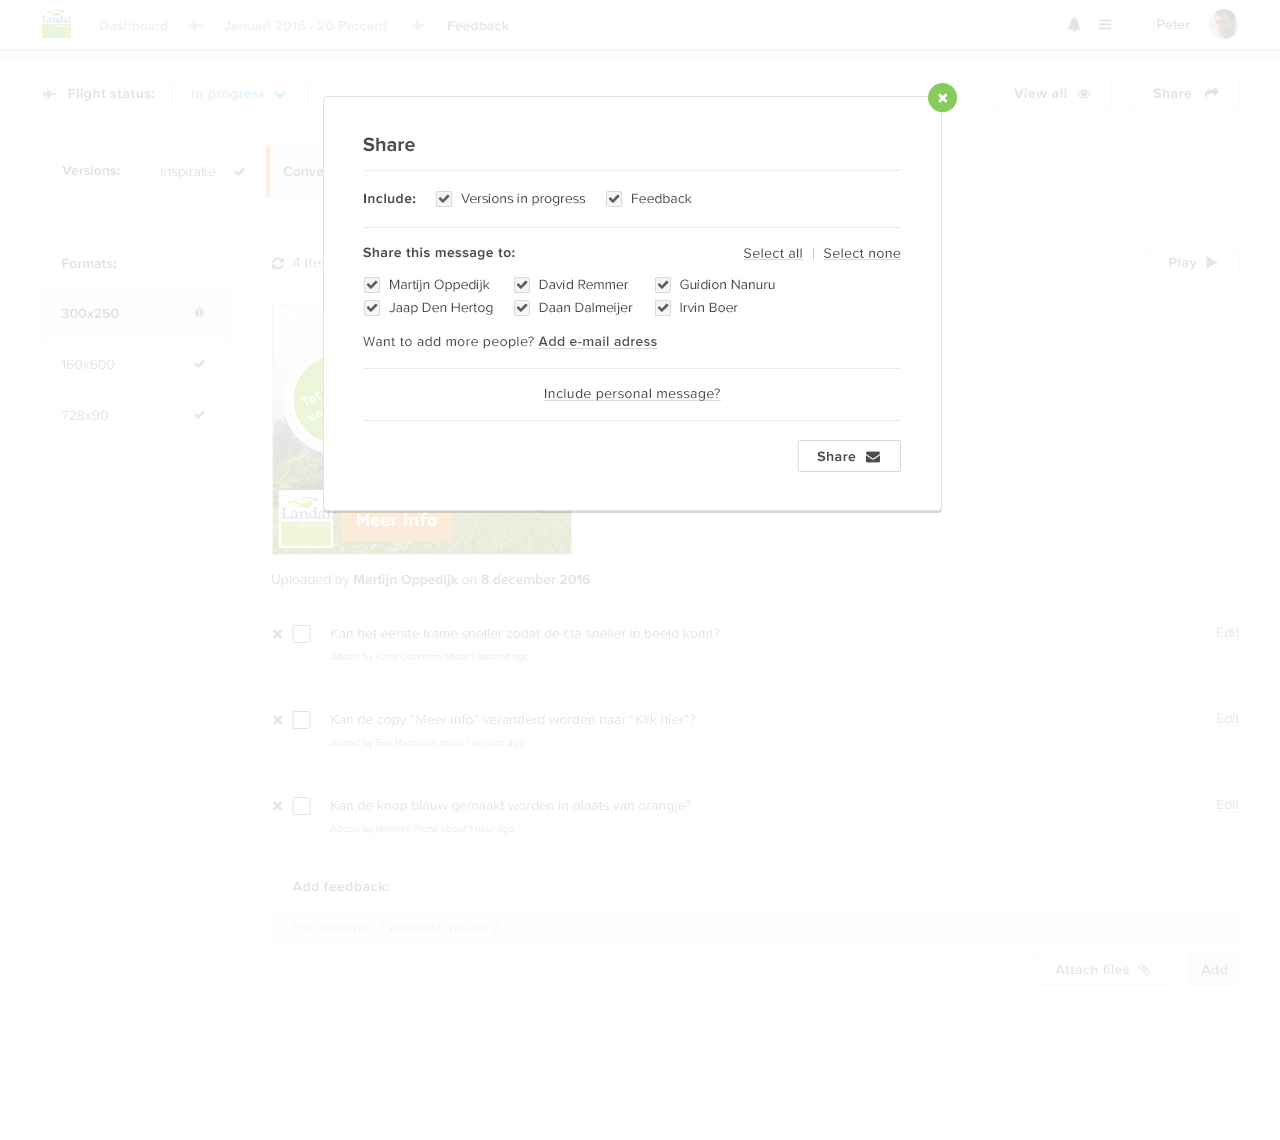 Landal
Dashboard
Januari 2016 - 20 Procent
Feedback
Peter
Flight status:
In progress
View all
Share
Versions:
Inspiratie
Conve
Share
Include:
Versions in progress
Feedback
Share this message to:
Select all | Select none
Martijn Oppedijk
David Remmer
Guidion Nanuru
Jaap Den Hertog
Daan Dalmeijer
Irvin Boer
Want to add more people? Add e-mail adress
Include personal message?
Share
Formats:
300x250
160x600
728x90
4 Ite
Play
Tot
vo
Landal
Meer info
Uploaded by Martijn Oppedijk on 8 december 2016
Kan het eerste frame sneller zodat de cta sneller in beeld komt?
Edit
Added by Karel Doorman about 1 second ago
Kan de copy “Meer info” veranderd worden naar “Klik hier”?
Edit
Added by Eva Marcuske about 1 second ago
Kan de knop blauw gemaakt worden in plaats van orangje?
Edit
Added by Marielle Pronk about 1 hour ago
Add feedback:
For example: Feedback round 2
Attach files
Add